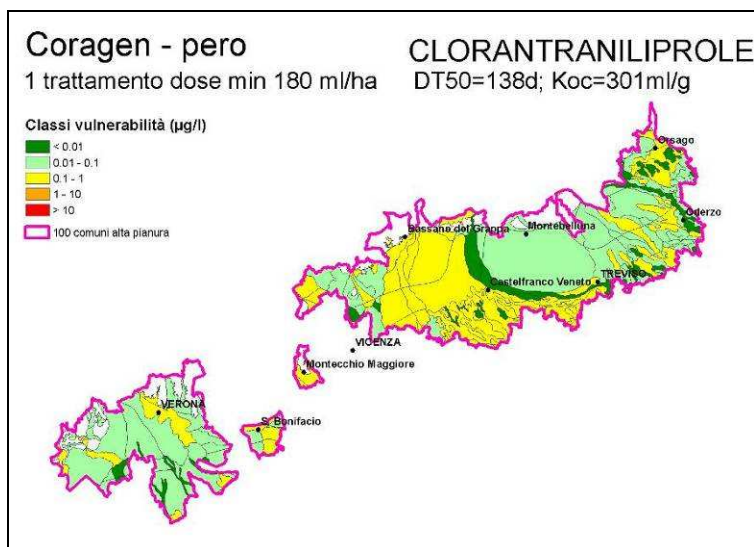 Coragen - pero
CLORANTRANILIPROLE
1 trattamento dose min 180 ml/ha
DT50=138d; Koc=301ml/g
Classi vulnerabilità (µg/l)
< 0.01
0.01 - 0.1
0.1 - 1
1 - 10
> 10
100 comuni alta pianura
Orsago
Oderzo
Bassano del Grappa
Montebelluna
Castelfranco Veneto
TREVISO
VICENZA
Montecchio Maggiore
VERONA
S. Bonifacio